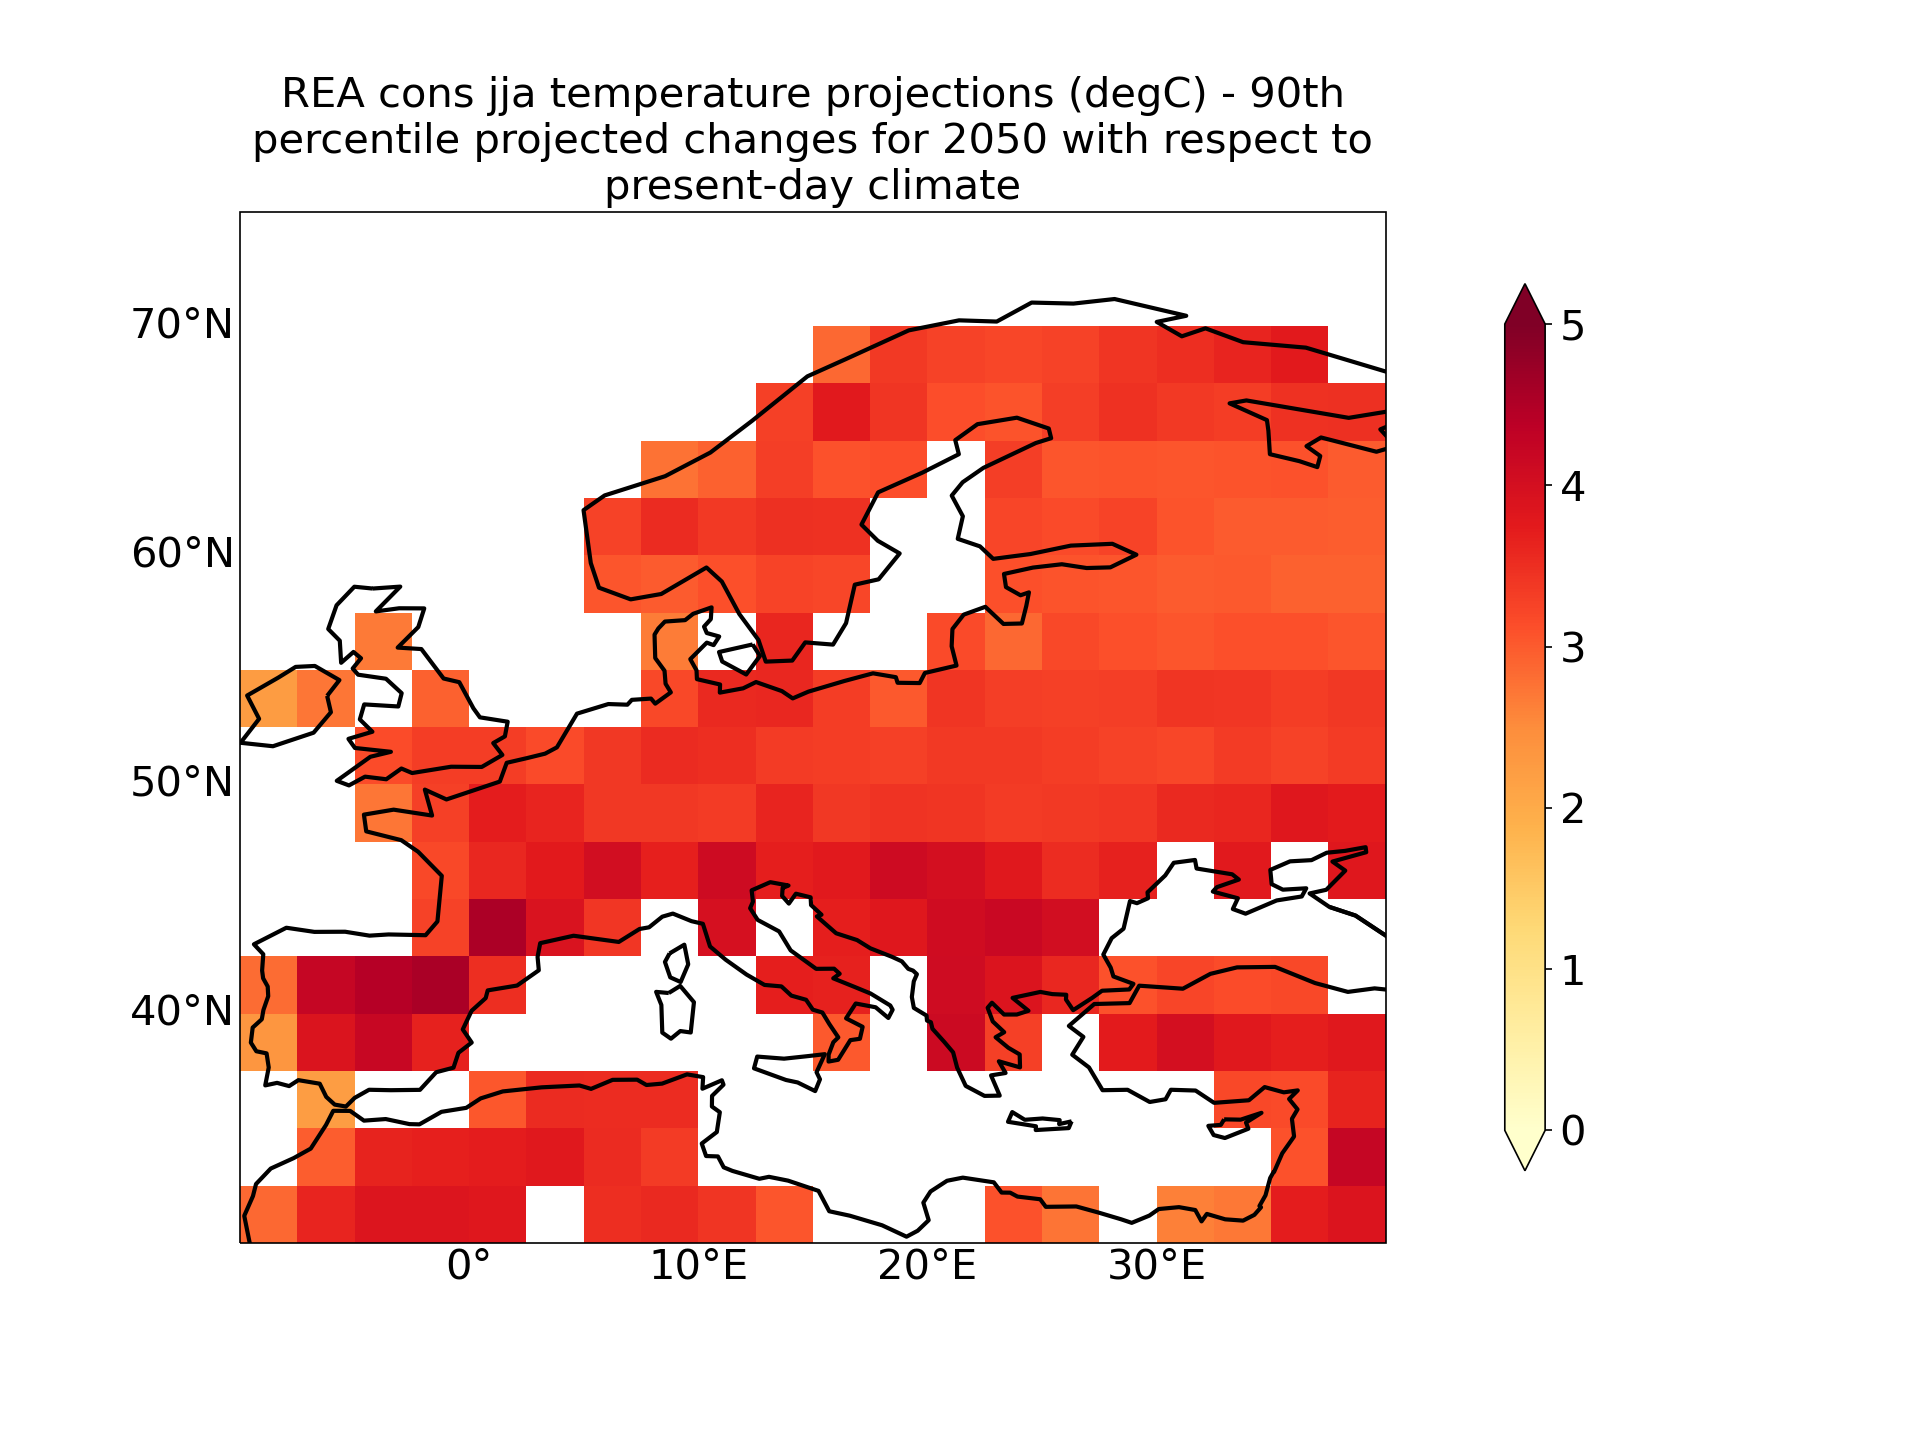 REA cons jja temperature projections (degC) - 90th
percentile projected changes for 2050 with respect to
present-day climate
70°N
60°N
50°N
40°N
0°
10°E
20°E
30°E
5
4
3
2
1
0